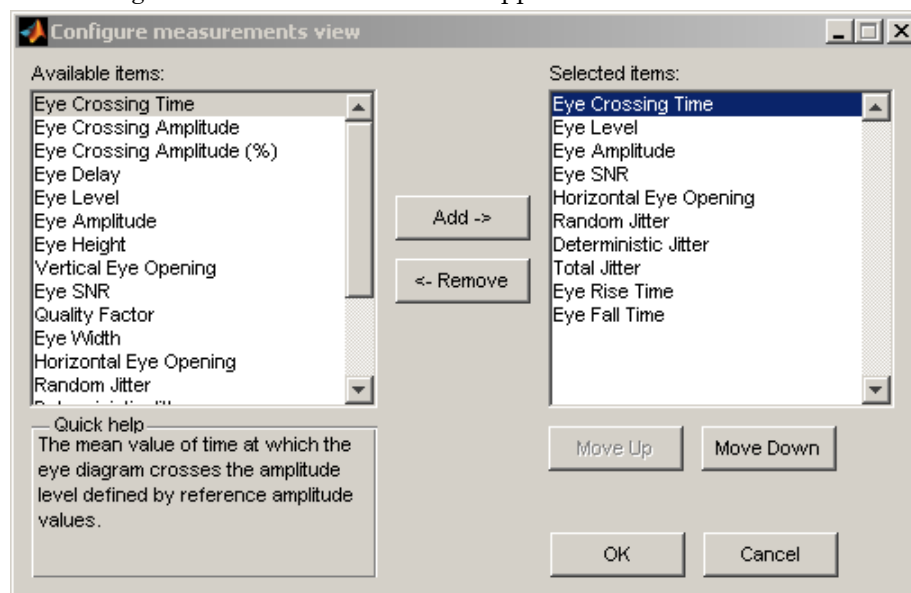 Configure measurements view
Available items:
Eye Crossing Time
Eye Crossing Amplitude
Eye Crossing Amplitude (%)
Eye Delay
Eye Level
Eye Amplitude
Eye Height
Vertical Eye Opening
Eye SNR
Quality Factor
Eye Width
Horizontal Eye Opening
Random Jitter
Add ->
<- Remove
Selected items:
Eye Crossing Time
Eye Level
Eye Amplitude
Eye SNR
Horizontal Eye Opening
Random Jitter
Deterministic Jitter
Total Jitter
Eye Rise Time
Eye Fall Time
Quick help
The mean value of time at which the
eye diagram crosses the amplitude
level defined by reference amplitude
values.
Move Up
Move Down
OK
Cancel